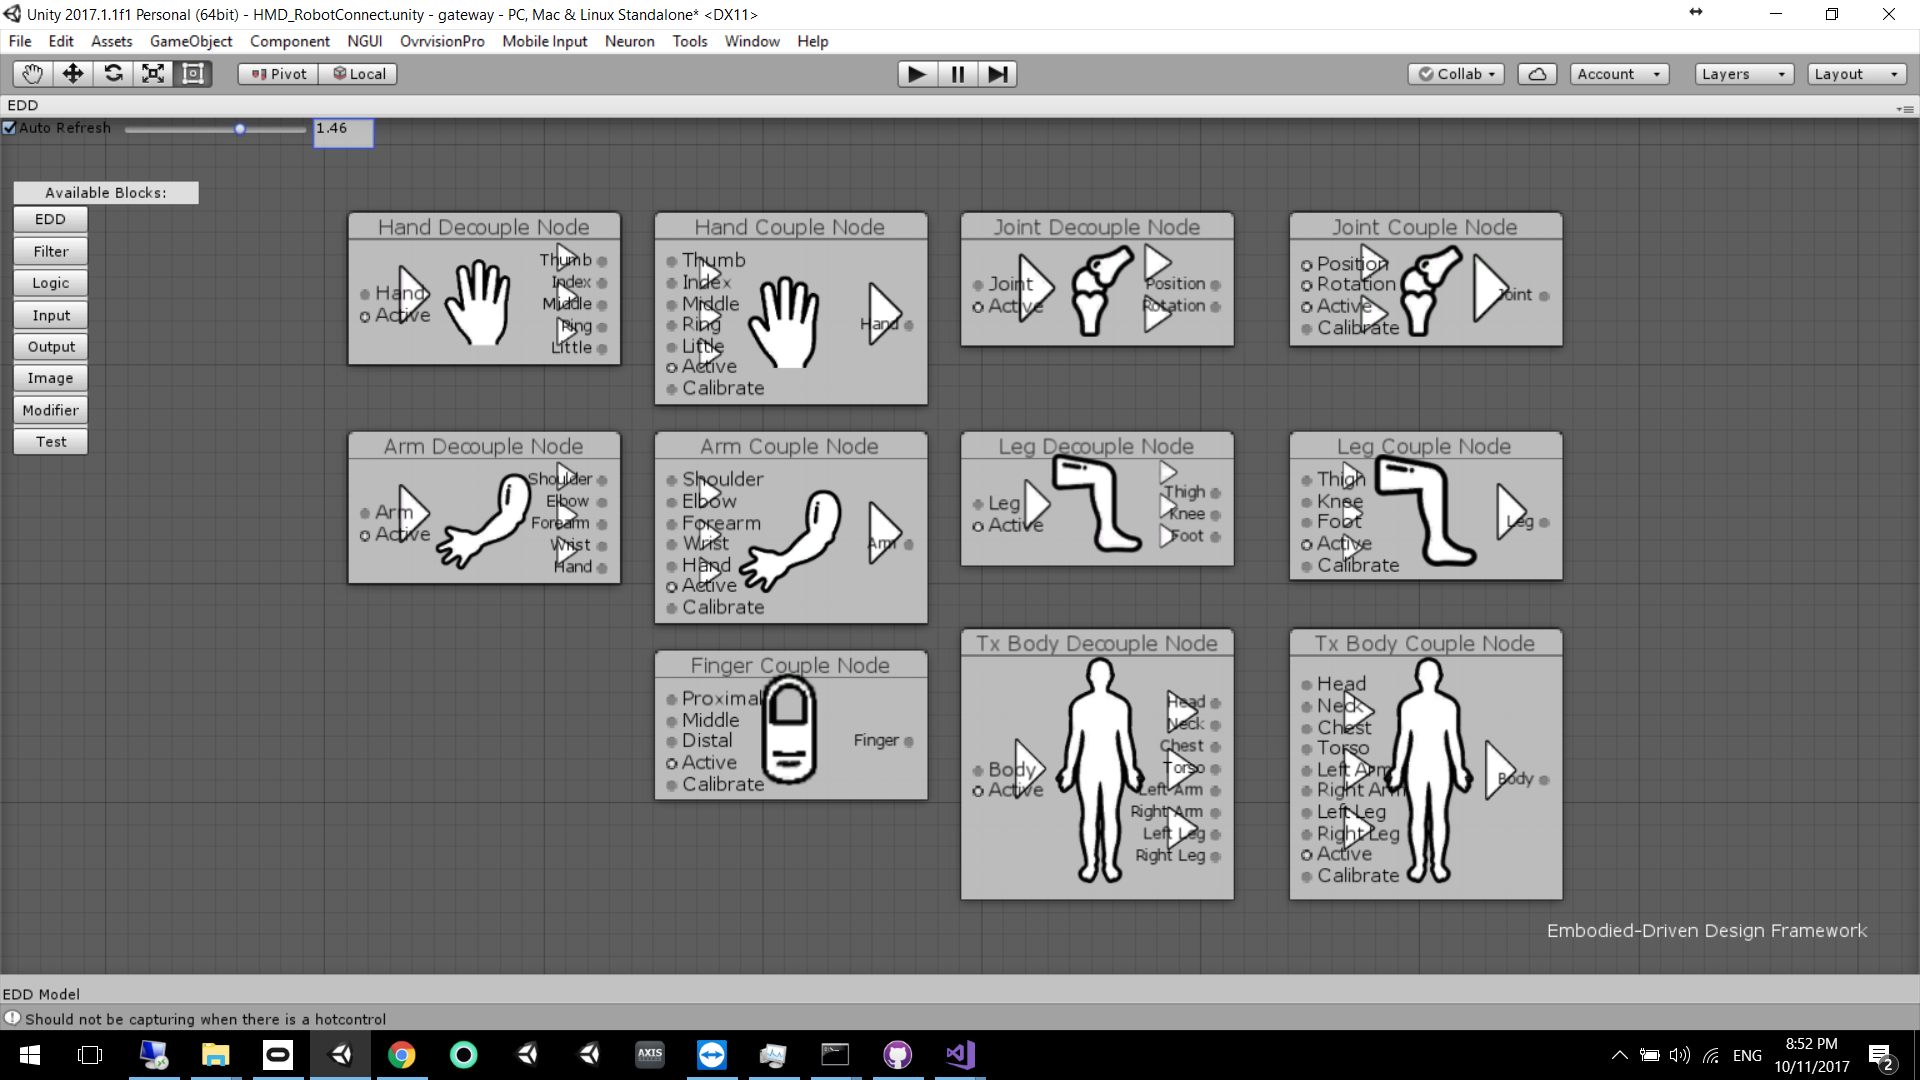 Unity 2017.1.1f1 Personal (64bit) - HMD_RobotConnect.unity - gateway - PC, Mac & Linux Standalone* <DX11>
File Edit Assets GameObject Component NGUI OvrvisionPro Mobile Input Neuron Tools Window Help
Pivot Local Collab Account Layers Layout
EDD
Auto Refresh 1.46
Available Blocks:
EDD
Filter
Logic
Input
Output
Image
Modifier
Test
Hand Decouple Node
Hand
Active
Thumb
Index
Middle
Ring
Little
Hand Couple Node
Thumb
Index
Middle
Ring
Little
Active
Calibrate
Hand
Joint Decouple Node
Joint
Active
Position
Rotation
Joint Couple Node
Position
Rotation
Active
Calibrate
Joint
Arm Decouple Node
Arm
Active
Shoulder
Elbow
Forearm
Wrist
Hand
Arm Couple Node
Shoulder
Elbow
Forearm
Wrist
Hand
Active
Calibrate
Arm
Leg Decouple Node
Leg
Active
Thigh
Knee
Foot
Leg Couple Node
Thigh
Knee
Foot
Active
Calibrate
Leg
Finger Couple Node
Proximal
Middle
Distal
Active
Calibrate
Finger
Tx Body Decouple Node
Body
Active
Head
Neck
Chest
Torso
Left Arm
Right Arm
Left Leg
Right Leg
Tx Body Couple Node
Head
Neck
Chest
Torso
Left Arm
Right Arm
Left Leg
Right Leg
Active
Calibrate
Body
Embodied-Driven Design Framework
EDD Model
Should not be capturing when there is a hotcontrol
AXIS
ENG
8:52 PM
10/11/2017
2